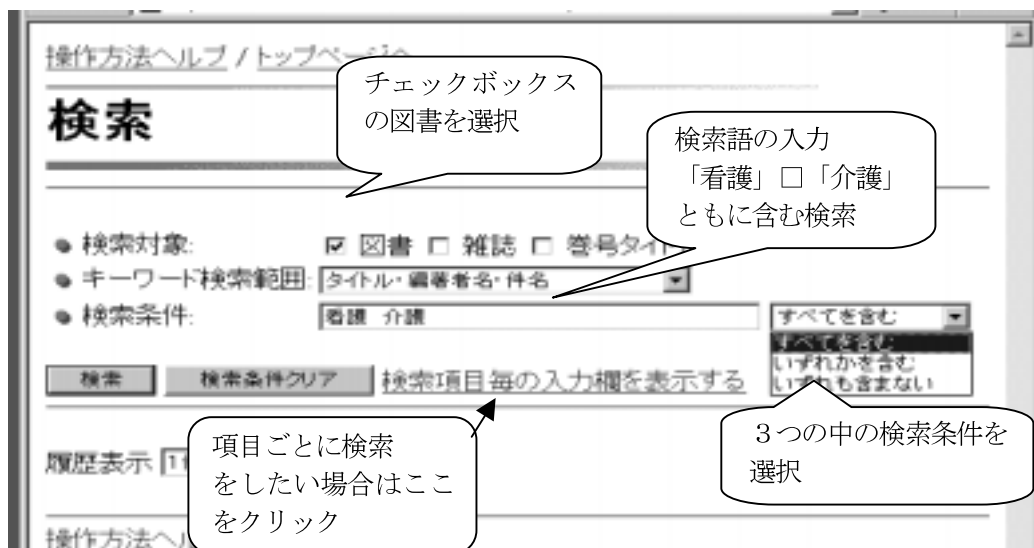 操作方法ヘルプ / トップページへ
チェックボックス
の図書を選択
検索
検索語の入力
「看護」□「介護」
ともに含む検索
検索対象: 図書 雑誌 巻号タイ
キーワード検索範囲: タイトル・編著者名・件名
検索条件: 看護 介護 すべてを含む
すべてを含む
いずれかを含む
いずれも含まない
検索 検索条件クリア 検索項目毎の入力欄を表示する
3つの中の検索条件を
選択
項目ごとに検索
をしたい場合はここ
をクリック
履歴表示
操作方法ヘ